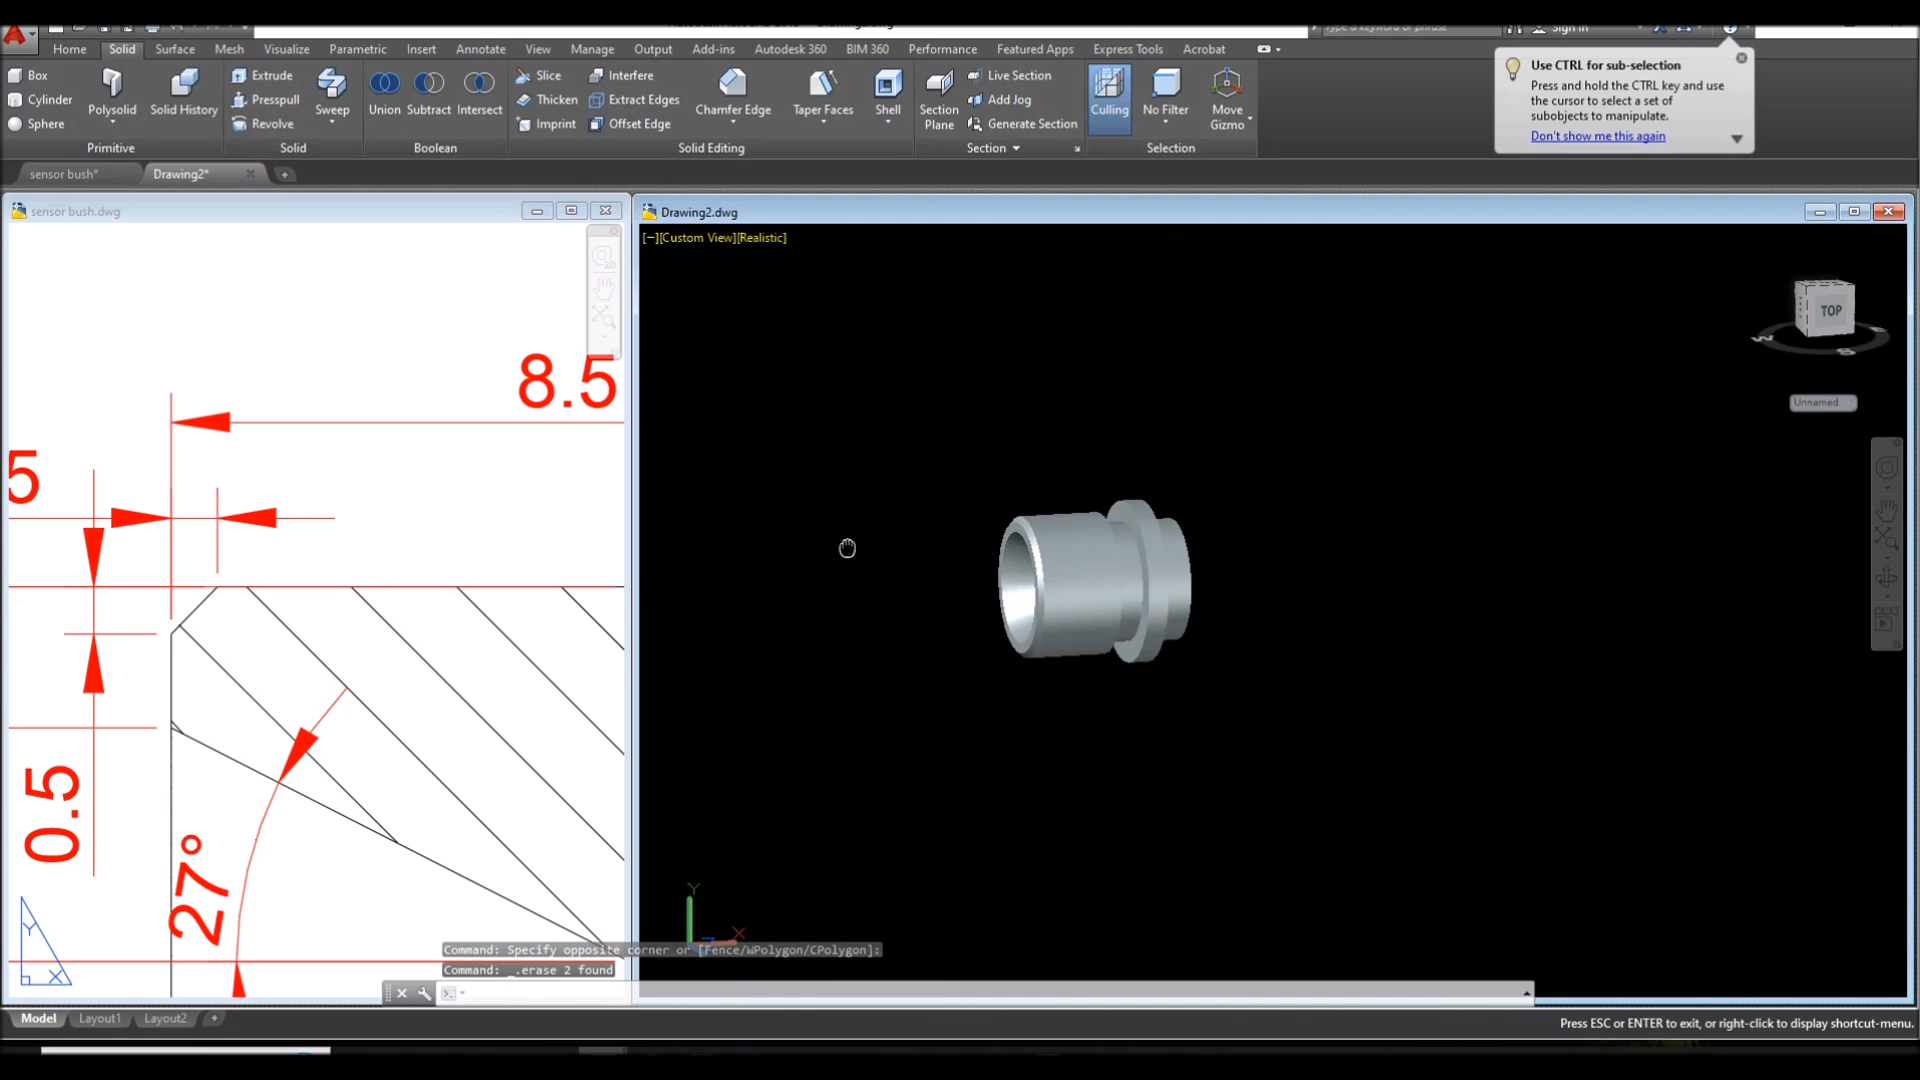 Sign In
Home Solid Surface Mesh Visualize Parametric Insert Annotate View Manage Output Add-ins Autodesk 360 BIM 360 Performance Featured Apps Express Tools Acrobat
Box
Cylinder
Sphere
Polysolid
Solid History
Extrude
Presspull
Revolve
Sweep
Union
Subtract
Intersect
Slice
Thicken
Imprint
Interfere
Extract Edges
Offset Edge
Chamfer Edge
Taper Faces
Shell
Section
Plane
Live Section
Add Jog
Generate Section
Culling
No Filter
Move
Gizmo
Primitive
Solid
Boolean
Solid Editing
Section
Selection
Use CTRL for sub-selection
Press and hold the CTRL key and use
the cursor to select a set of
subobjects to manipulate.
Don't show me this again
sensor bush*
Drawing2*
sensor bush.dwg
Drawing2.dwg
[−][Custom View][Realistic]
TOP
W
S
Unnamed
8.5
5
0.5
27°
Y
X
Y
X
Command: Specify opposite corner or [Fence/WPolygon/CPolygon]:
Command: _.erase 2 found
Model Layout1 Layout2
Press ESC or ENTER to exit, or right-click to display shortcut-menu.